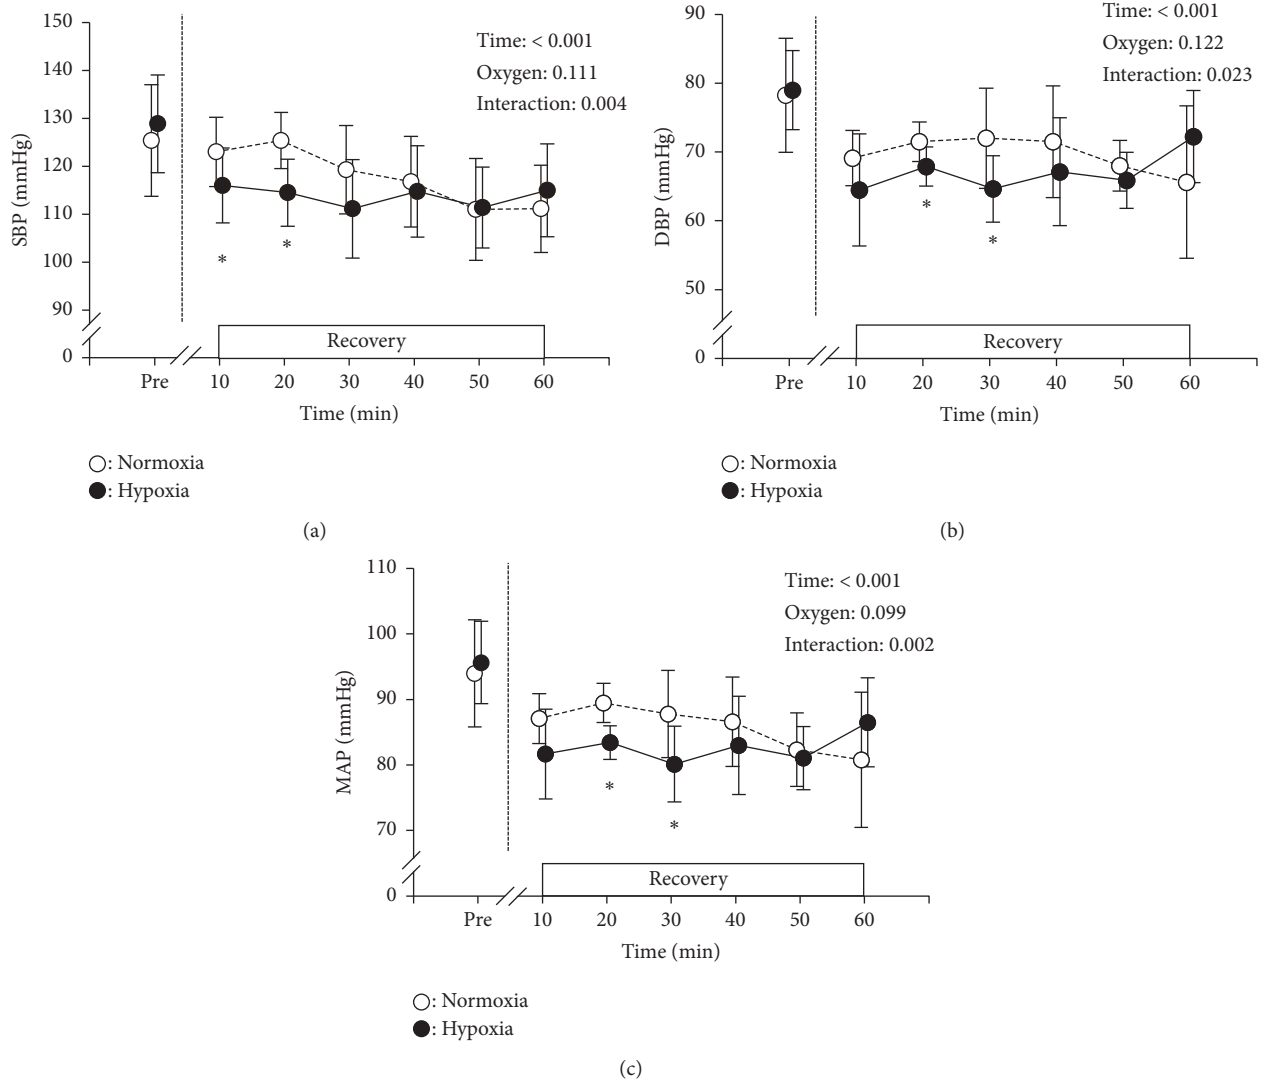 150
140
130
120
110
100
90
0
SBP (mmHg)
Time: < 0.001
Oxygen: 0.111
Interaction: 0.004
*
*
Recovery
Pre 10 20 30 40 50 60
Time (min)
: Normoxia
: Hypoxia
(a)
90
80
70
60
50
0
DBP (mmHg)
Time: < 0.001
Oxygen: 0.122
Interaction: 0.023
*
*
Recovery
Pre 10 20 30 40 50 60
Time (min)
: Normoxia
: Hypoxia
(b)
110
100
90
80
70
0
MAP (mmHg)
Time: < 0.001
Oxygen: 0.099
Interaction: 0.002
*
*
Recovery
Pre 10 20 30 40 50 60
Time (min)
: Normoxia
: Hypoxia
(c)